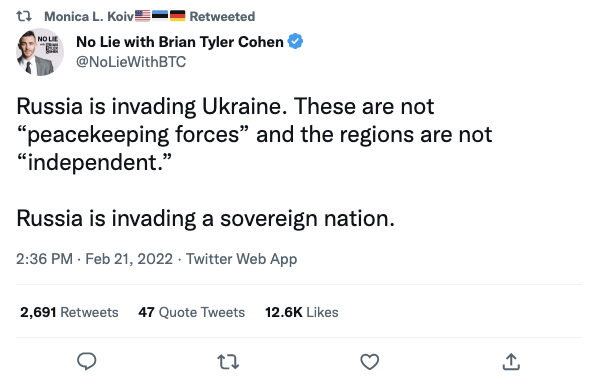 Monica L. Koiv🇺🇸🇪🇪🇩🇪 Retweeted
NO LIE
No Lie with Brian Tyler Cohen
@NoLieWithBTC
Russia is invading Ukraine. These are not
“peacekeeping forces” and the regions are not
“independent.”
Russia is invading a sovereign nation.
2:36 PM · Feb 21, 2022 · Twitter Web App
2,691 Retweets 47 Quote Tweets 12.6K Likes